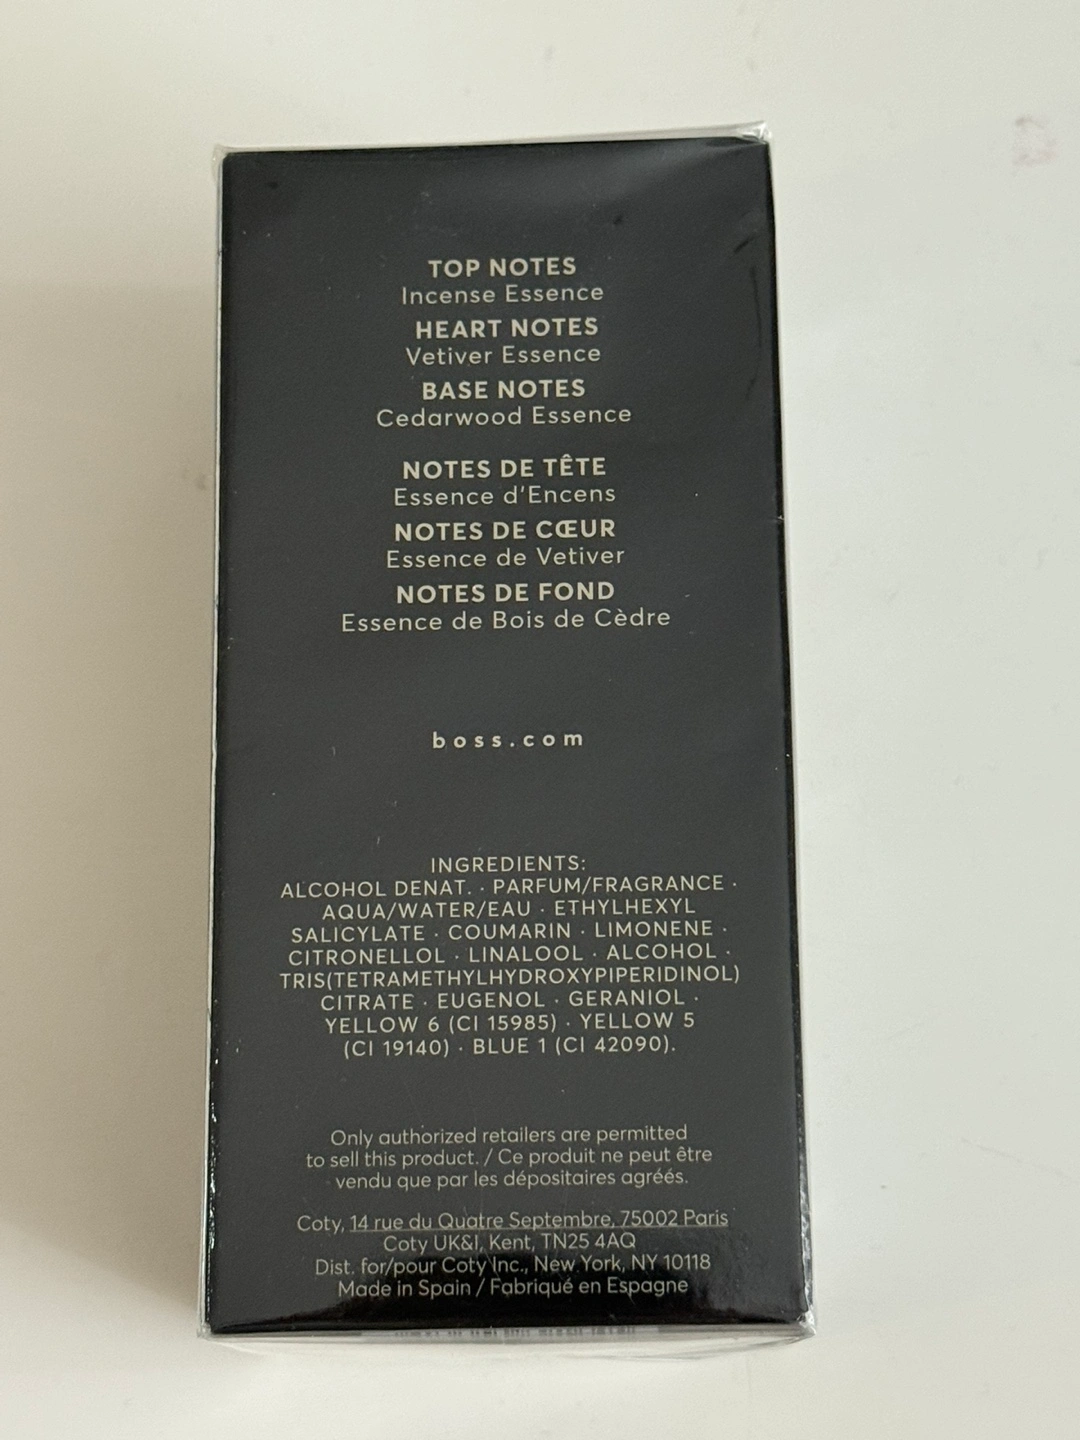 TOP NOTES
Incense Essence
HEART NOTES
Vetiver Essence
BASE NOTES
Cedarwood Essence
NOTES DE TÊTE
Essence d'Encens
NOTES DE CŒUR
Essence de Vetiver
NOTES DE FOND
Essence de Bois de Cèdre
boss.com
INGREDIENTS:
ALCOHOL DENAT. · PARFUM/FRAGRANCE ·
AQUA/WATER/EAU · ETHYLHEXYL
SALICYLATE · COUMARIN · LIMONENE ·
CITRONELLOL · LINALOOL · ALCOHOL ·
TRIS(TETRAMETHYLHYDROXYPIPERIDINOL)
CITRATE · EUGENOL · GERANIOL ·
YELLOW 6 (CI 15985) · YELLOW 5
(CI 19140) · BLUE 1 (CI 42090).
Only authorized retailers are permitted
to sell this product. / Ce produit ne peut être
vendu que par les dépositaires agréés.
Coty, 14 rue du Quatre Septembre, 75002 Paris
Coty UK&I, Kent, TN25 4AQ
Dist. for/pour Coty Inc., New York, NY 10118
Made in Spain / Fabriqué en Espagne